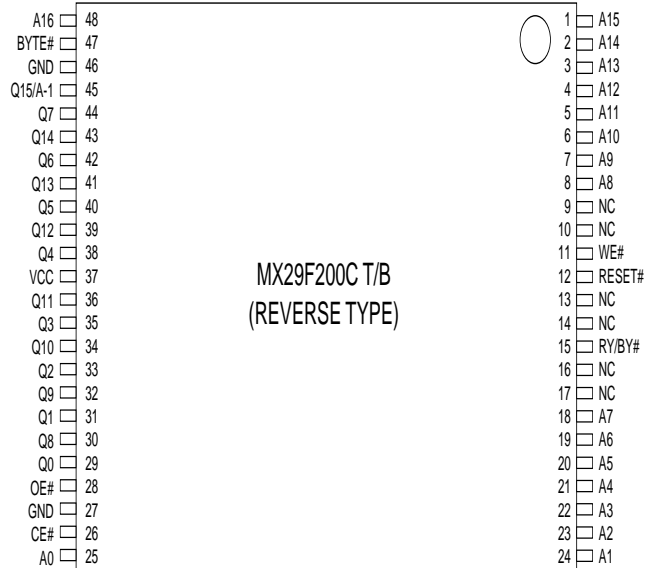 A16 48 1 A15
BYTE# 47 2 A14
GND 46 3 A13
Q15/A-1 45 4 A12
Q7 44 5 A11
Q14 43 6 A10
Q6 42 7 A9
Q13 41 8 A8
Q5 40 9 NC
Q12 39 10 NC
Q4 38 11 WE#
VCC 37 12 RESET#
Q11 36 13 NC
Q3 35 14 NC
Q10 34 15 RY/BY#
Q2 33 16 NC
Q9 32 17 NC
Q1 31 18 A7
Q8 30 19 A6
Q0 29 20 A5
OE# 28 21 A4
GND 27 22 A3
CE# 26 23 A2
A0 25 24 A1
MX29F200C T/B
(REVERSE TYPE)